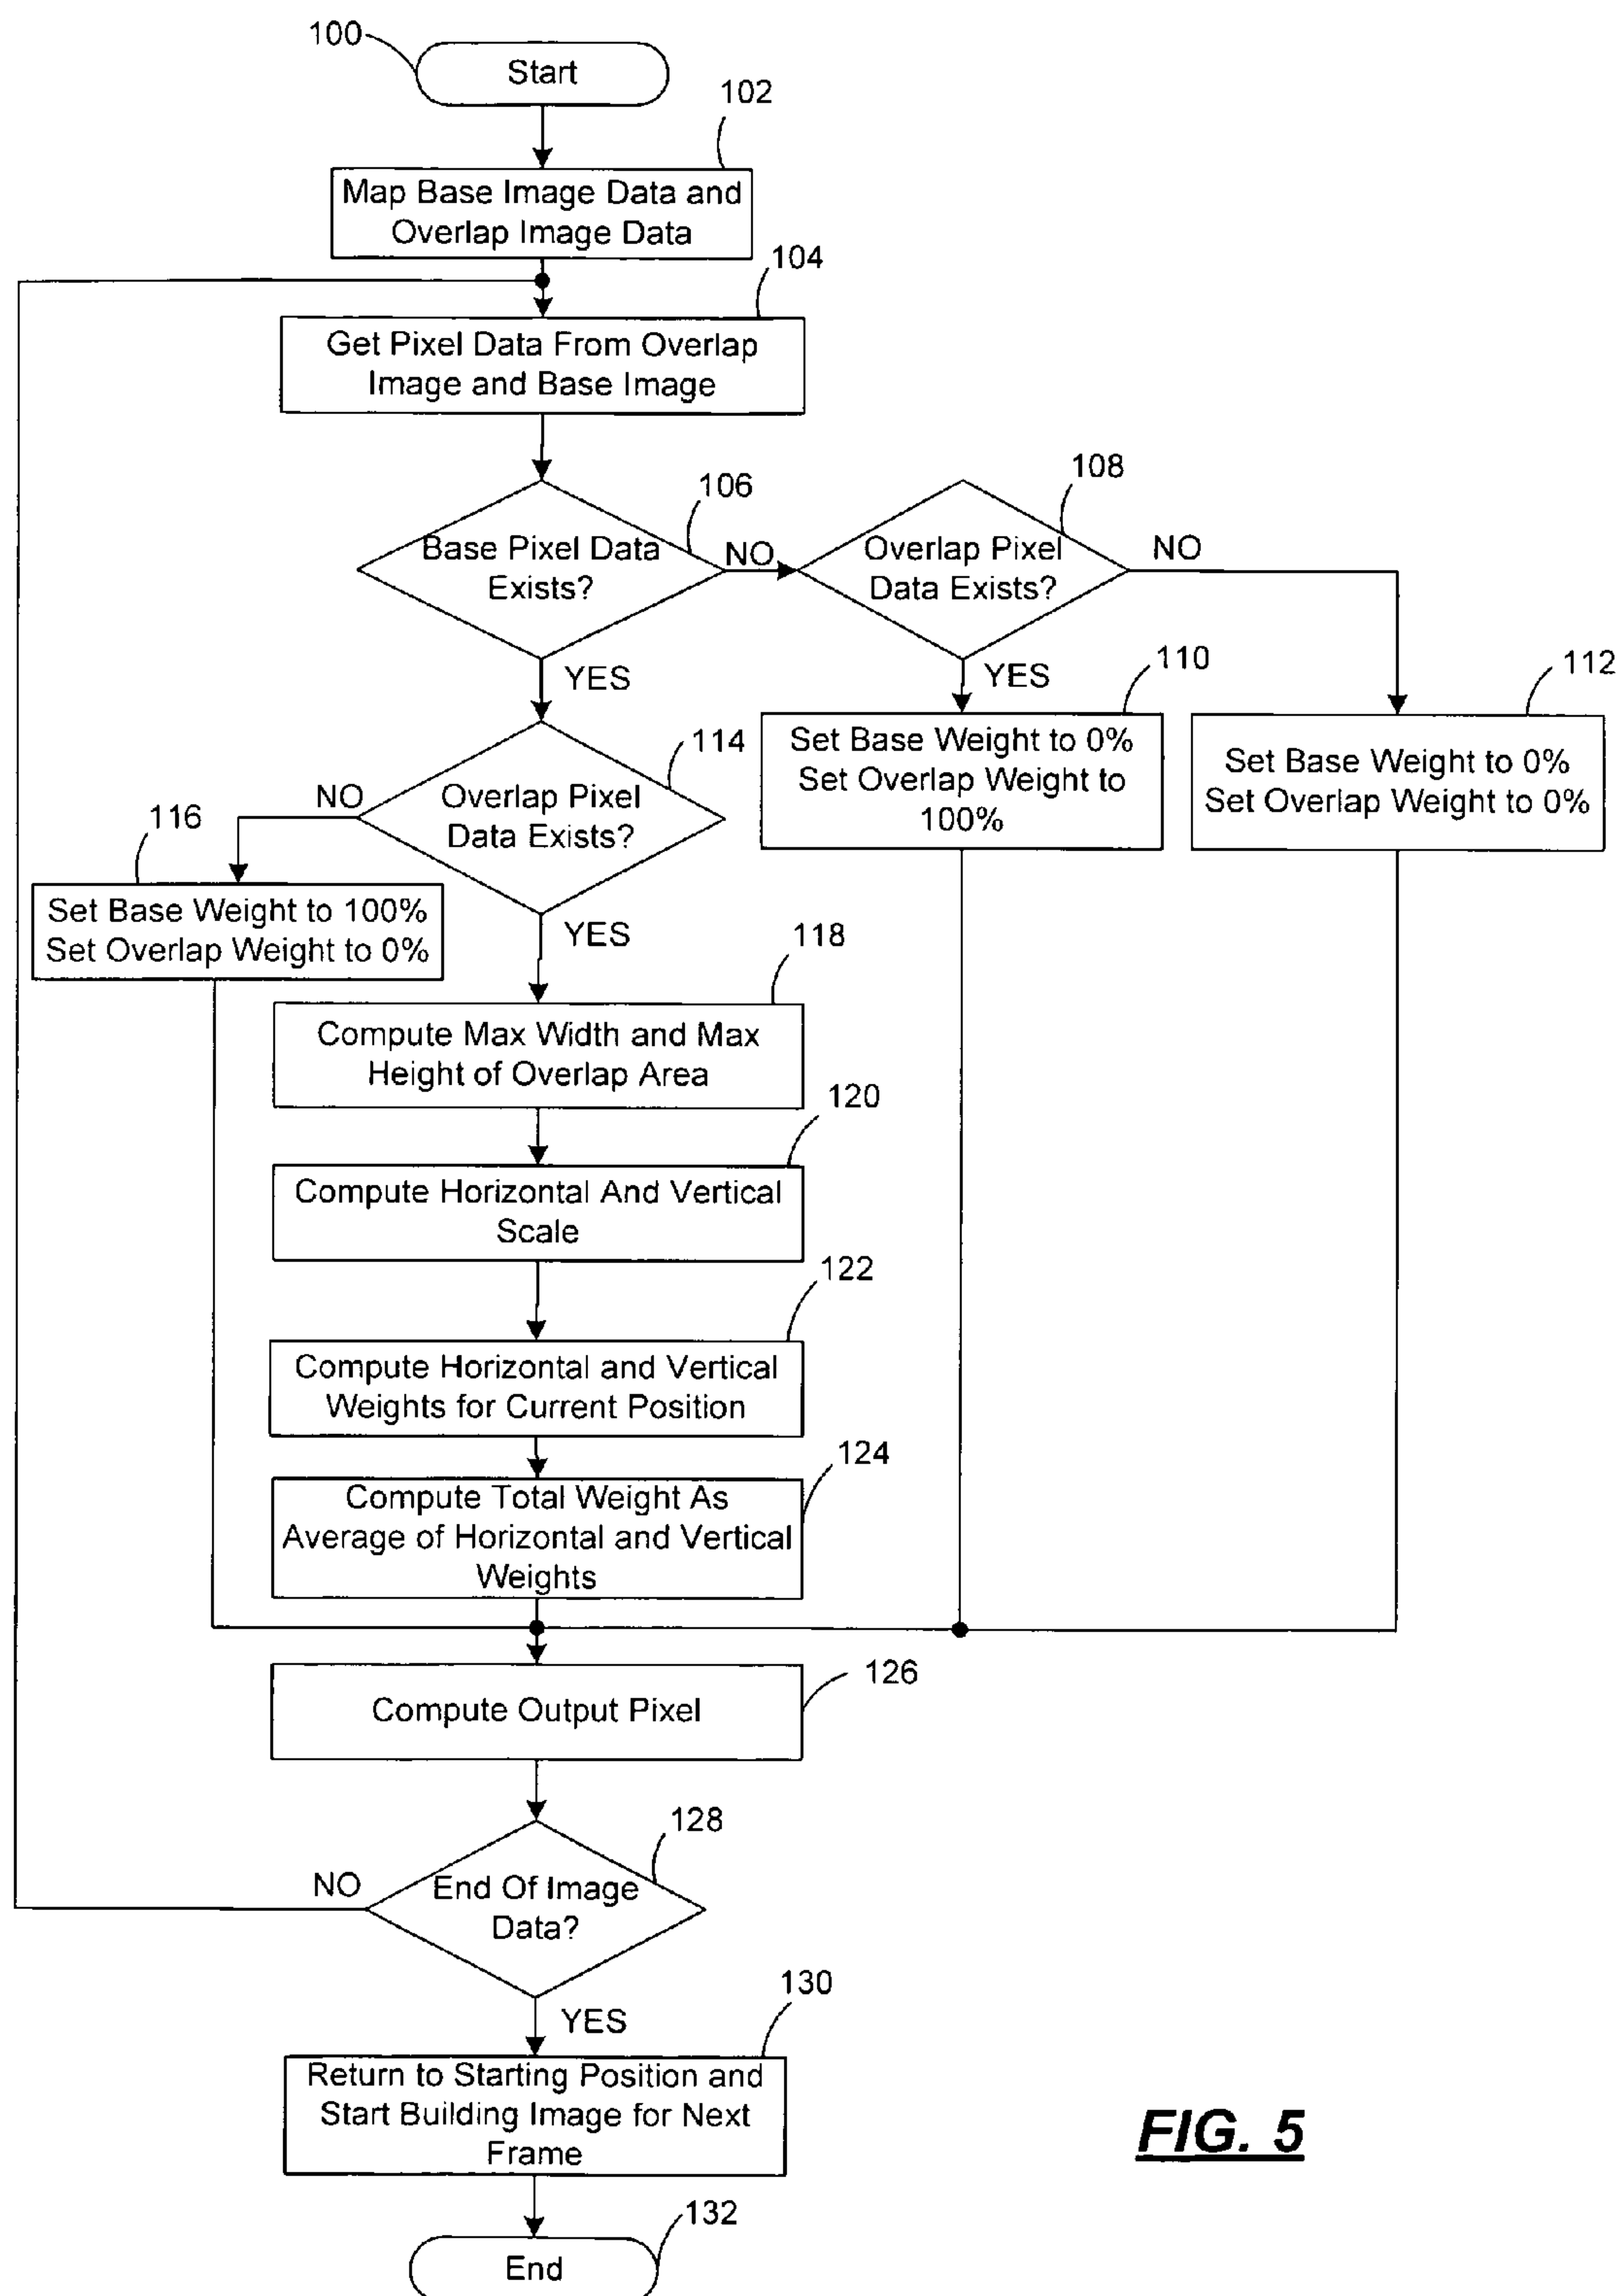 100
Start
102
Map Base Image Data and
Overlap Image Data
104
Get Pixel Data From Overlap
Image and Base Image
106
Base Pixel Data
Exists?
NO
108
Overlap Pixel
Data Exists?
NO
YES
YES
110
Set Base Weight to 0%
Set Overlap Weight to
100%
112
Set Base Weight to 0%
Set Overlap Weight to 0%
114
Overlap Pixel
Data Exists?
NO
116
Set Base Weight to 100%
Set Overlap Weight to 0%
YES
118
Compute Max Width and Max
Height of Overlap Area
120
Compute Horizontal And Vertical
Scale
122
Compute Horizontal and Vertical
Weights for Current Position
124
Compute Total Weight As
Average of Horizontal and Vertical
Weights
126
Compute Output Pixel
128
End Of Image
Data?
NO
YES
130
Return to Starting Position and
Start Building Image for Next
Frame
132
End
FIG. 5